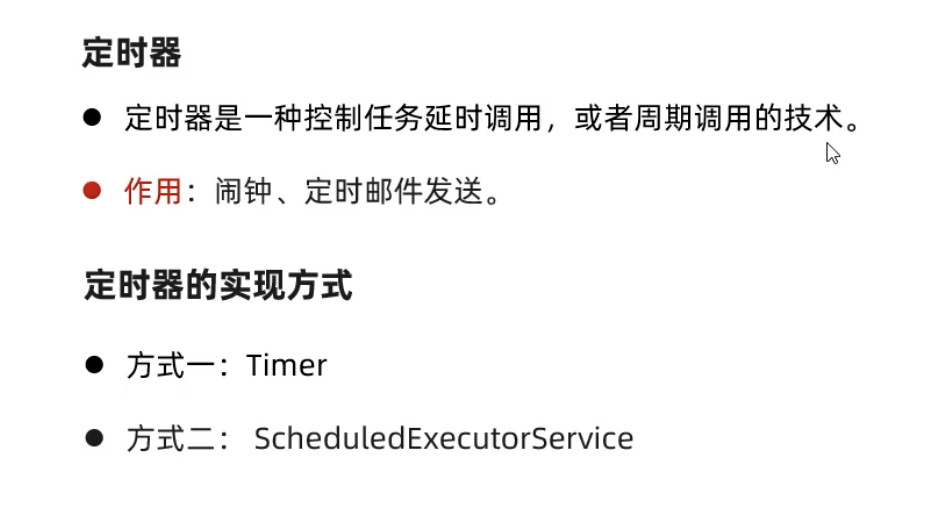 定时器
● 定时器是一种控制任务延时调用，或者周期调用的技术。
● 作用：闹钟、定时邮件发送。
定时器的实现方式
● 方式一：Timer
● 方式二： ScheduledExecutorService